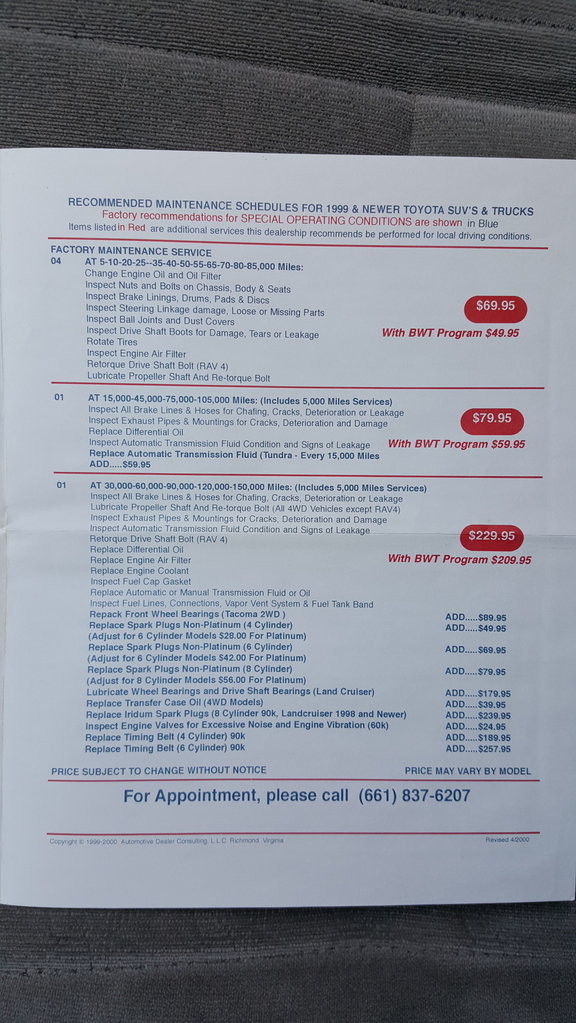 RECOMMENDED MAINTENANCE SCHEDULES FOR 1999 & NEWER TOYOTA SUV'S & TRUCKS
Factory recommendations for SPECIAL OPERATING CONDITIONS are shown in Blue
Items listed in Red are additional services this dealership recommends be performed for local driving conditions.
FACTORY MAINTENANCE SERVICE
04 AT 5-10-20-25--35-40-50-55-65-70-80-85,000 Miles:
Change Engine Oil and Oil Filter
Inspect Nuts and Bolts on Chassis, Body & Seats
Inspect Brake Linings, Drums, Pads & Discs
Inspect Steering Linkage damage, Loose or Missing Parts
$69.95
Inspect Ball Joints and Dust Covers
Inspect Drive Shaft Boots for Damage, Tears or Leakage
With BWT Program $49.95
Rotate Tires
Inspect Engine Air Filter
Retorque Drive Shaft Bolt (RAV 4)
Lubricate Propeller Shaft And Re-torque Bolt
01 AT 15,000-45,000-75,000-105,000 Miles: (Includes 5,000 Miles Services)
Inspect All Brake Lines & Hoses for Chafing, Cracks, Deterioration or Leakage
Inspect Exhaust Pipes & Mountings for Cracks, Deterioration and Damage
$79.95
Replace Differential Oil
Inspect Automatic Transmission Fluid Condition and Signs of Leakage
With BWT Program $59.95
Replace Automatic Transmission Fluid (Tundra - Every 15,000 Miles
ADD.....$59.95
01 AT 30,000-60,000-90,000-120,000-150,000 Miles: (Includes 5,000 Miles Services)
Inspect All Brake Lines & Hoses for Chafing, Cracks, Deterioration or Leakage
Lubricate Propeller Shaft And Re-torque Bolt (All 4WD Vehicles except RAV4)
Inspect Exhaust Pipes & Mountings for Cracks, Deterioration and Damage
Inspect Automatic Transmission Fluid Condition and Signs of Leakage
$229.95
Retorque Drive Shaft Bolt (RAV 4)
Replace Differential Oil
Replace Engine Air Filter
With BWT Program $209.95
Replace Engine Coolant
Inspect Fuel Cap Gasket
Replace Automatic or Manual Transmission Fluid or Oil
Inspect Fuel Lines, Connections, Vapor Vent System & Fuel Tank Band
Repack Front Wheel Bearings (Tacoma 2WD ) ADD.....$89.95
Replace Spark Plugs Non-Platinum (4 Cylinder) ADD.....$49.95
(Adjust for 6 Cylinder Models $28.00 For Platinum)
Replace Spark Plugs Non-Platinum (6 Cylinder) ADD.....$69.95
(Adjust for 6 Cylinder Models $42.00 For Platinum)
Replace Spark Plugs Non-Platinum (8 Cylinder) ADD.....$79.95
(Adjust for 8 Cylinder Models $56.00 For Platinum)
Lubricate Wheel Bearings and Drive Shaft Bearings (Land Cruiser) ADD.....$179.95
Replace Transfer Case Oil (4WD Models) ADD.....$39.95
Replace Iridum Spark Plugs (8 Cylinder 90k, Landcruiser 1998 and Newer) ADD.....$239.95
Inspect Engine Valves for Excessive Noise and Engine Vibration (60k) ADD.....$24.95
Replace Timing Belt (4 Cylinder) 90k ADD.....$189.95
Replace Timing Belt (6 Cylinder) 90k ADD.....$257.95
PRICE SUBJECT TO CHANGE WITHOUT NOTICE PRICE MAY VARY BY MODEL
For Appointment, please call (661) 837-6207
Copyright © 1999-2000 Automotive Dealer Consulting, L.L.C. Richmond, Virginia Revised 4/2000